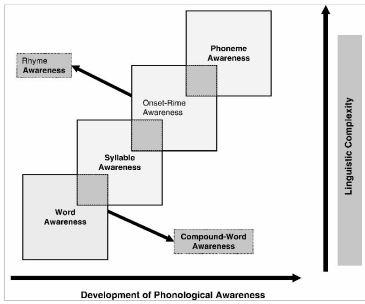 Phoneme
Awareness
Rhyme
Awareness
Onset-Rime
Awareness
Syllable
Awareness
Word
Awareness
Compound-Word
Awareness
Linguistic Complexity
Development of Phonological Awareness